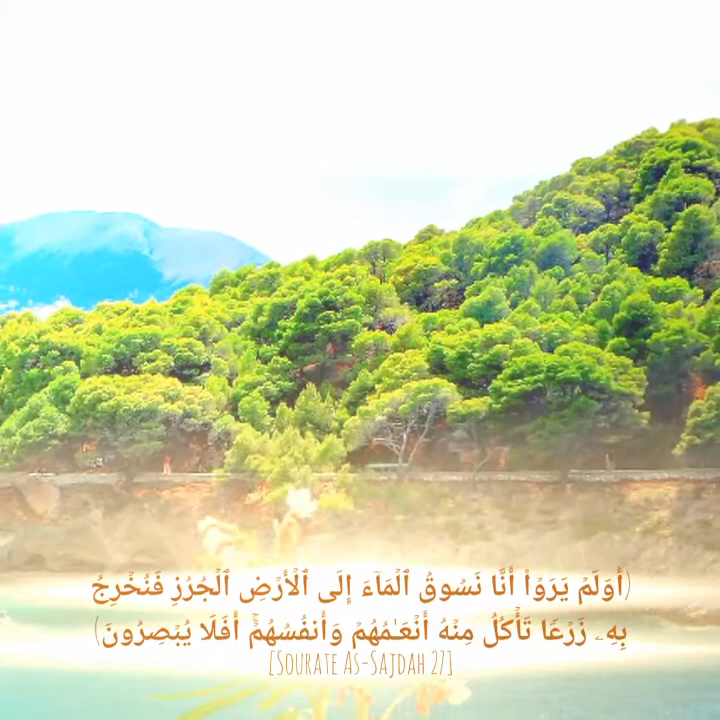 (أَوَلَمۡ يَرَوۡاْ أَنَّا نَسُوقُ ٱلۡمَآءَ إِلَى ٱلۡأَرۡضِ ٱلۡجُرُزِ فَنُخۡرِجُ
بِهِۦ زَرۡعٗا تَأۡكُلُ مِنۡهُ أَنۡعَٰمُهُمۡ وَأَنفُسُهُمۡۚ أَفَلَا يُبۡصِرُونَ)
[Sourate As-Sajdah 27]